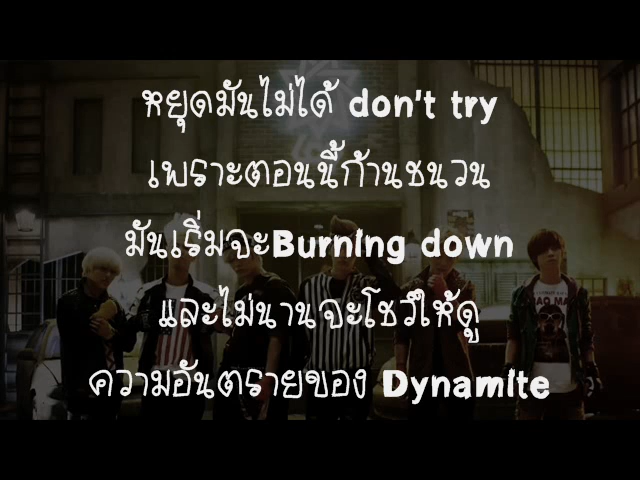 หยุดมันไม่ได้ don't try
เพราะตอนนี้ก้านชนวน
มันเริ่มจะBurning down
และไม่นานจะโชว์ให้ดู
ความอันตรายของ Dynamite